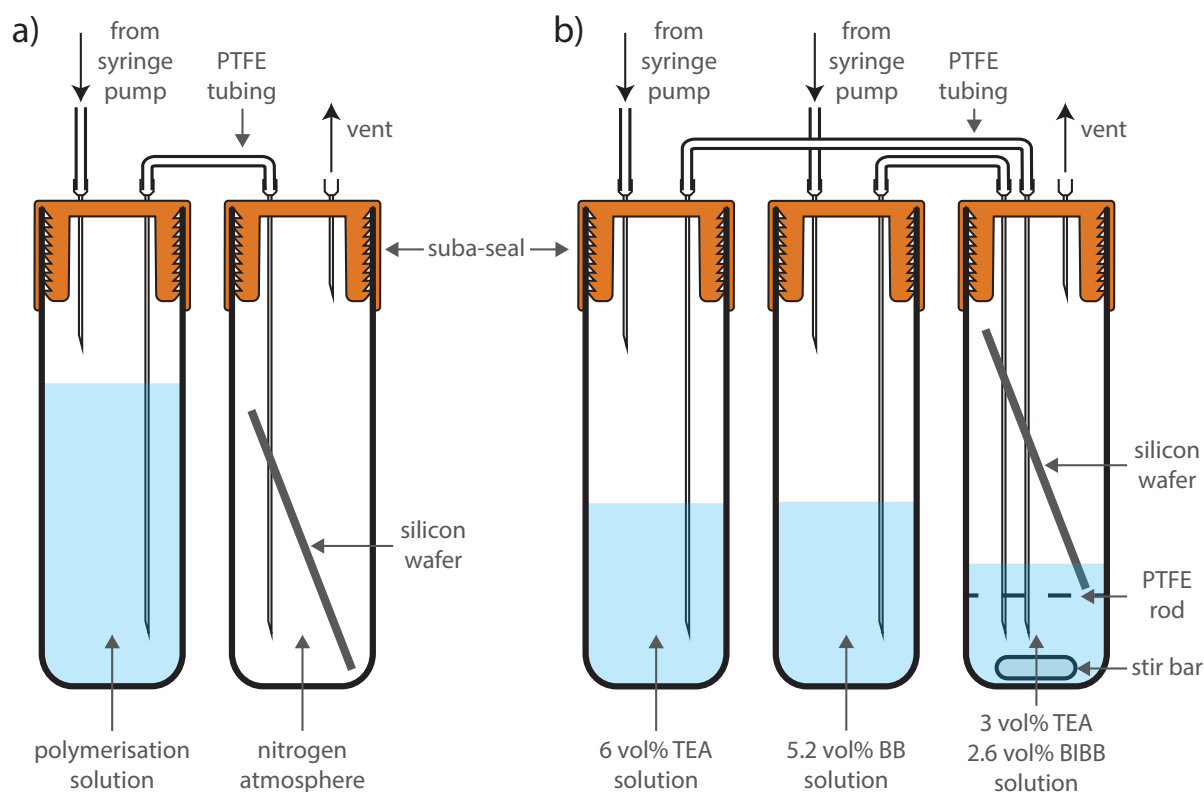 a)
from
syringe
pump
PTFE
tubing
vent
suba-seal
silicon
wafer
polymerisation
solution
nitrogen
atmosphere
b)
from
syringe
pump
from
syringe
pump
PTFE
tubing
vent
silicon
wafer
PTFE
rod
stir bar
6 vol% TEA
solution
5.2 vol% BB
solution
3 vol% TEA
2.6 vol% BIBB
solution